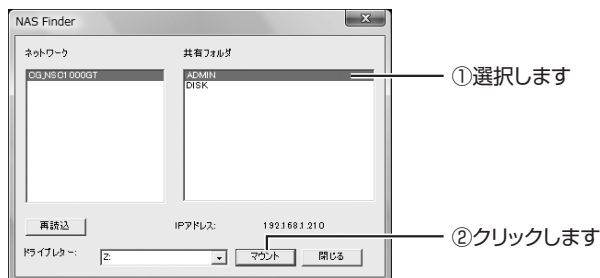 NAS Finder
ネットワーク
共有フォルダ
CG_NSC1000GT
ADMIN
DISK
①選択します
再読込
IPアドレス:
192.168.1.210
ドライブレター:
Z:
マウント
閉じる
②クリックします